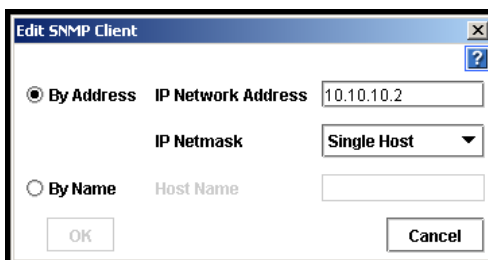 Edit SNMP Client
?
By Address IP Network Address 10.10.10.2
IP Netmask Single Host
By Name Host Name
OK Cancel